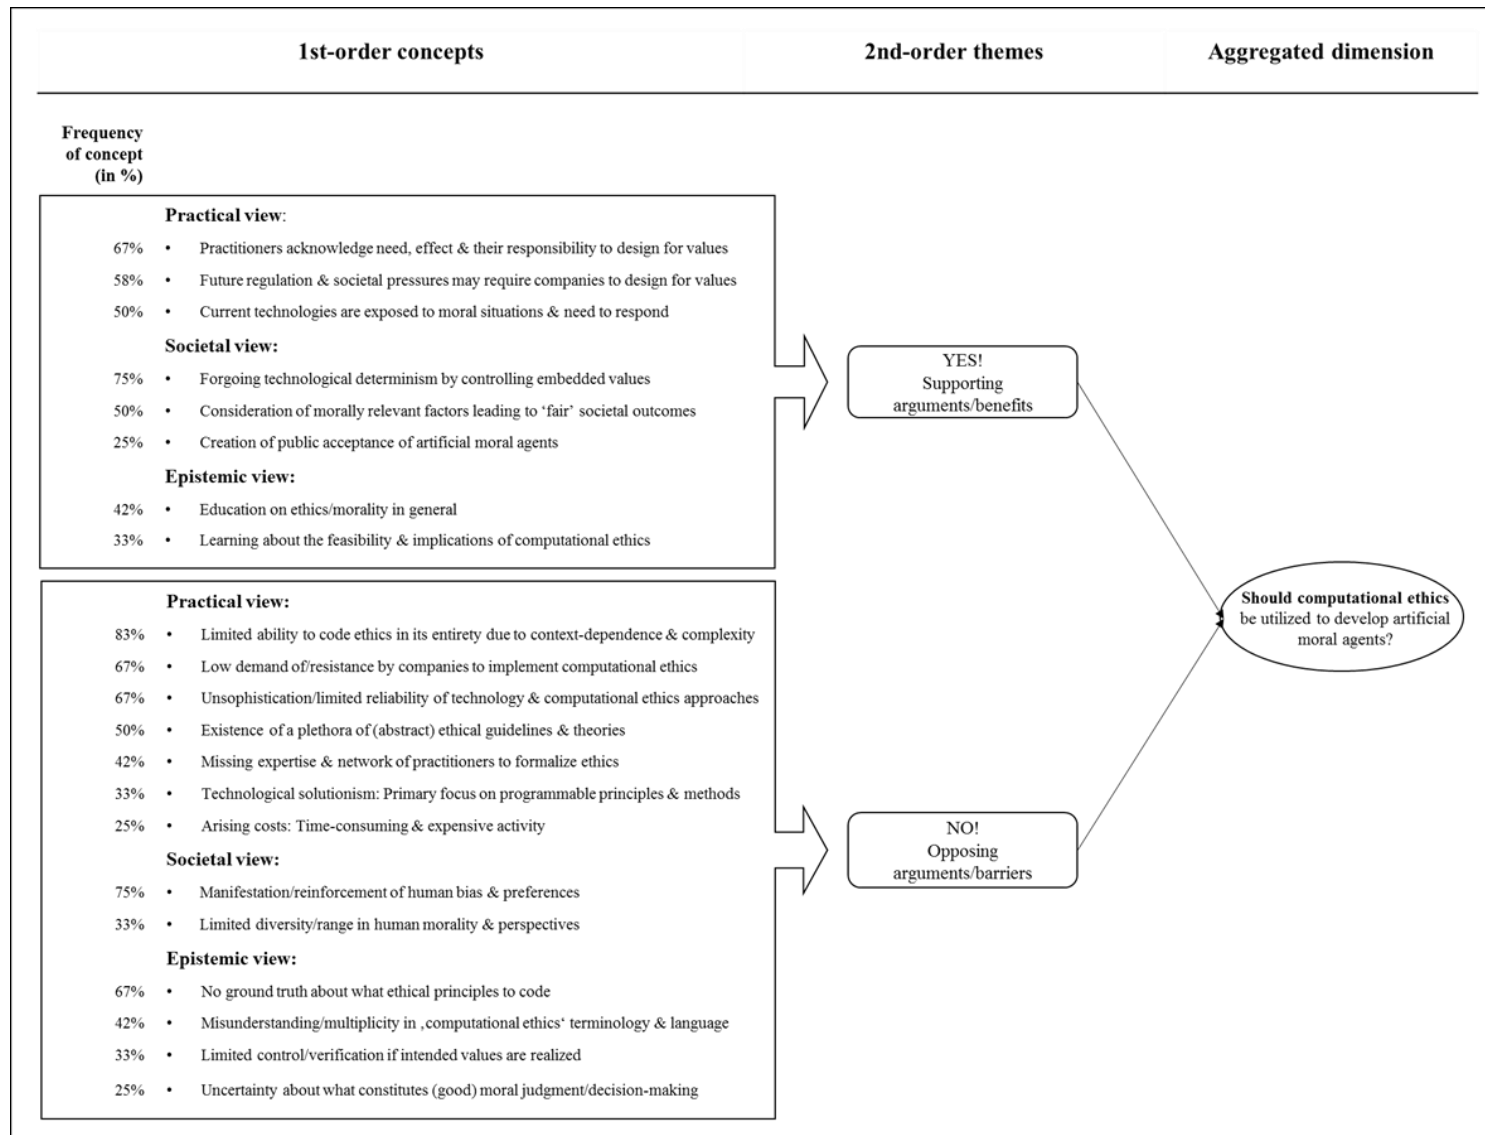 1st-order concepts
2nd-order themes
Aggregated dimension
Frequency
of concept
(in %)
Practical view:
67% • Practitioners acknowledge need, effect & their responsibility to design for values
58% • Future regulation & societal pressures may require companies to design for values
50% • Current technologies are exposed to moral situations & need to respond
Societal view:
75% • Forgoing technological determinism by controlling embedded values
50% • Consideration of morally relevant factors leading to ‘fair’ societal outcomes
25% • Creation of public acceptance of artificial moral agents
Epistemic view:
42% • Education on ethics/morality in general
33% • Learning about the feasibility & implications of computational ethics
YES!
Supporting
arguments/benefits
Practical view:
83% • Limited ability to code ethics in its entirety due to context-dependence & complexity
67% • Low demand of/resistance by companies to implement computational ethics
67% • Unsophistication/limited reliability of technology & computational ethics approaches
50% • Existence of a plethora of (abstract) ethical guidelines & theories
42% • Missing expertise & network of practitioners to formalize ethics
33% • Technological solutionism: Primary focus on programmable principles & methods
25% • Arising costs: Time-consuming & expensive activity
Societal view:
75% • Manifestation/reinforcement of human bias & preferences
33% • Limited diversity/range in human morality & perspectives
Epistemic view:
67% • No ground truth about what ethical principles to code
42% • Misunderstanding/multiplicity in ‚computational ethics‘ terminology & language
33% • Limited control/verification if intended values are realized
25% • Uncertainty about what constitutes (good) moral judgment/decision-making
NO!
Opposing
arguments/barriers
Should computational ethics
be utilized to develop artificial
moral agents?